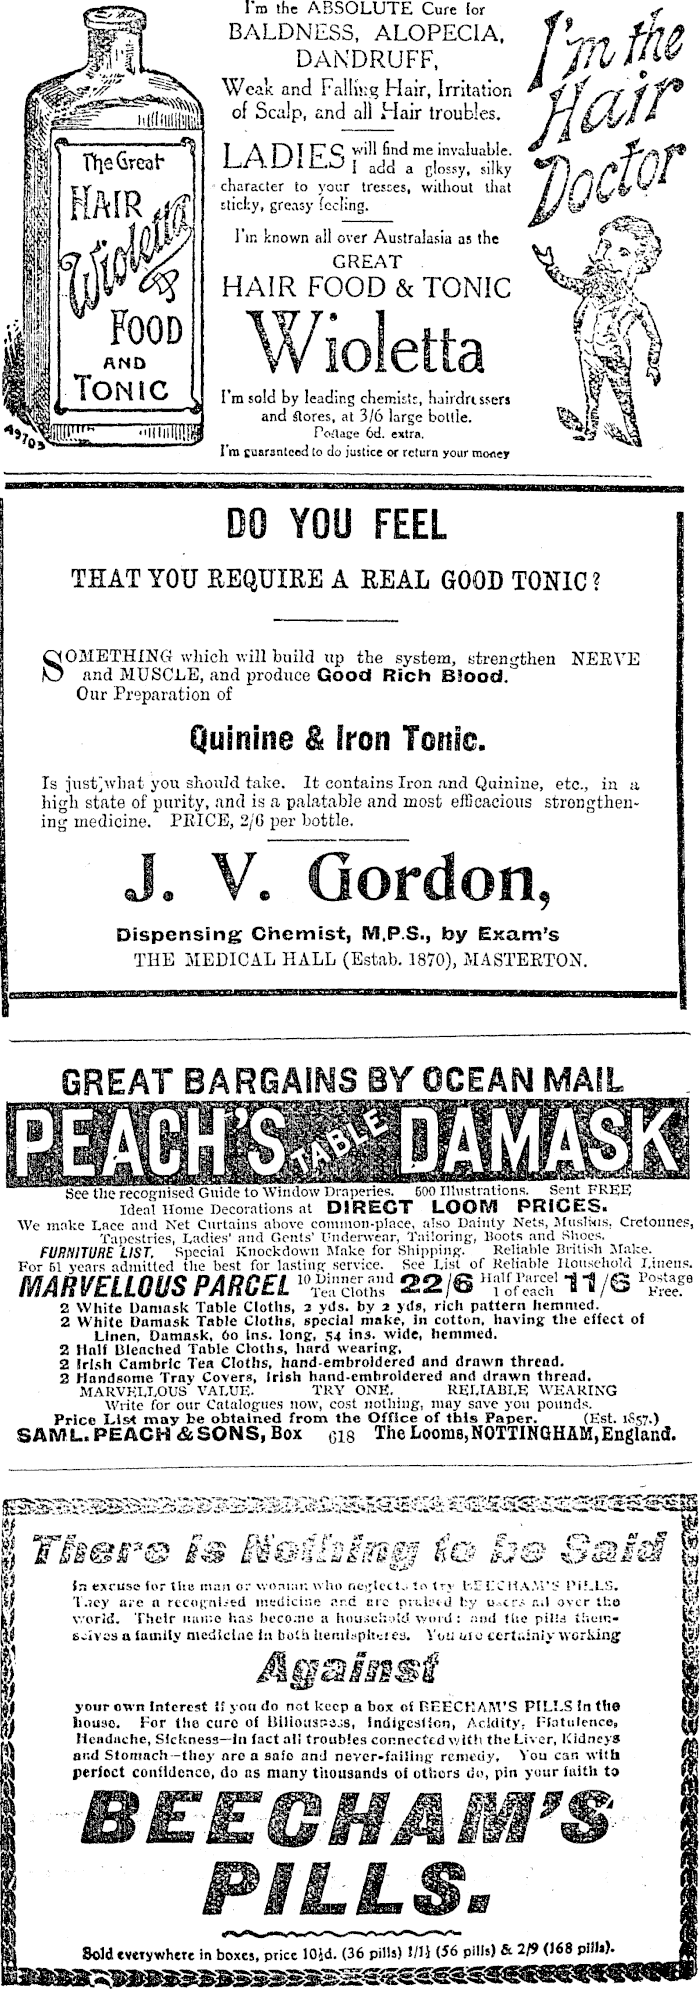 I'm the ABSOLUTE Cure for
BALDNESS, ALOPECIA,
DANDRUFF,
Weak and Falling Hair, Irritation
of Scalp, and all Hair troubles.
LADIES will find me invaluable.
I add a glossy, silky
character to your tresses, without that
sticky, greasy feeling.
I'm known all over Australasia as the
GREAT
HAIR FOOD & TONIC
Wioletta
I'm sold by leading chemists, hairdressers
and stores, at 3/6 large bottle.
Postage 6d. extra.
I'm guaranteed to do justice or return your money
The Great
HAIR
Wioletta
FOOD
AND
TONIC
A9703
I'm the
Hair
Doctor
DO YOU FEEL
THAT YOU REQUIRE A REAL GOOD TONIC?
SOMETHING which will build up the system, strengthen NERVE
and MUSCLE, and produce Good Rich Blood.
Our Preparation of
Quinine & Iron Tonic.
Is just what you should take. It contains Iron and Quinine, etc., in a
high state of purity, and is a palatable and most efficacious strengthen-
ing medicine. PRICE, 2/6 per bottle.
J. V. Gordon,
Dispensing Chemist, M.P.S., by Exam's
THE MEDICAL HALL (Estab. 1870), MASTERTON.
GREAT BARGAINS BY OCEAN MAIL
PEACH'S TABLE DAMASK
See the recognised Guide to Window Draperies. 600 Illustrations. Sent FREE
Ideal Home Decorations at DIRECT LOOM PRICES.
We make Lace and Net Curtains above common-place, also Dainty Nets, Muslins, Cretonnes,
Tapestries, Ladies' and Gents' Underwear, Tailoring, Boots and Shoes.
FURNITURE LIST. Special Knockdown Make for Shipping. Reliable British Make.
For 51 years admitted the best for lasting service. See List of Reliable Household Linens.
MARVELLOUS PARCEL 10 Dinner and Tea Cloths 22/6 Half Parcel 1 of each 11/6 Postage Free.
2 White Damask Table Cloths, 2 yds. by 2 yds, rich pattern hemmed.
2 White Damask Table Cloths, special make, in cotton, having the effect of
Linen, Damask, 60 ins. long, 54 ins. wide, hemmed.
2 Half Bleached Table Cloths, hard wearing,
2 Irish Cambric Tea Cloths, hand-embroidered and drawn thread.
2 Handsome Tray Covers, Irish hand-embroidered and drawn thread.
MARVELLOUS VALUE. TRY ONE. RELIABLE WEARING
Write for our Catalogues now, cost nothing, may save you pounds.
Price List may be obtained from the Office of this Paper. (Est. 1857.)
SAML. PEACH & SONS, Box 618 The Looms, NOTTINGHAM, England.
There is Nothing to be Said
in excuse for the man or woman who neglects to try BEECHAM'S PILLS.
They are a recognised medicine and are praised by users all over the
world. Their name has become a household word: and the pills them-
selves a family medicine in both hemispheres. You are certainly working
Against
your own interest if you do not keep a box of BEECHAM'S PILLS in the
house. For the cure of Biliousness, Indigestion, Acidity, Flatulence,
Headache, Sickness—in fact all troubles connected with the Liver, Kidneys
and Stomach—they are a safe and never-failing remedy. You can with
perfect confidence, do as many thousands of others do, pin your faith to
BEECHAM'S
PILLS.
Sold everywhere in boxes, price 10½d. (36 pills) 1/1½ (56 pills) & 2/9 (168 pills).